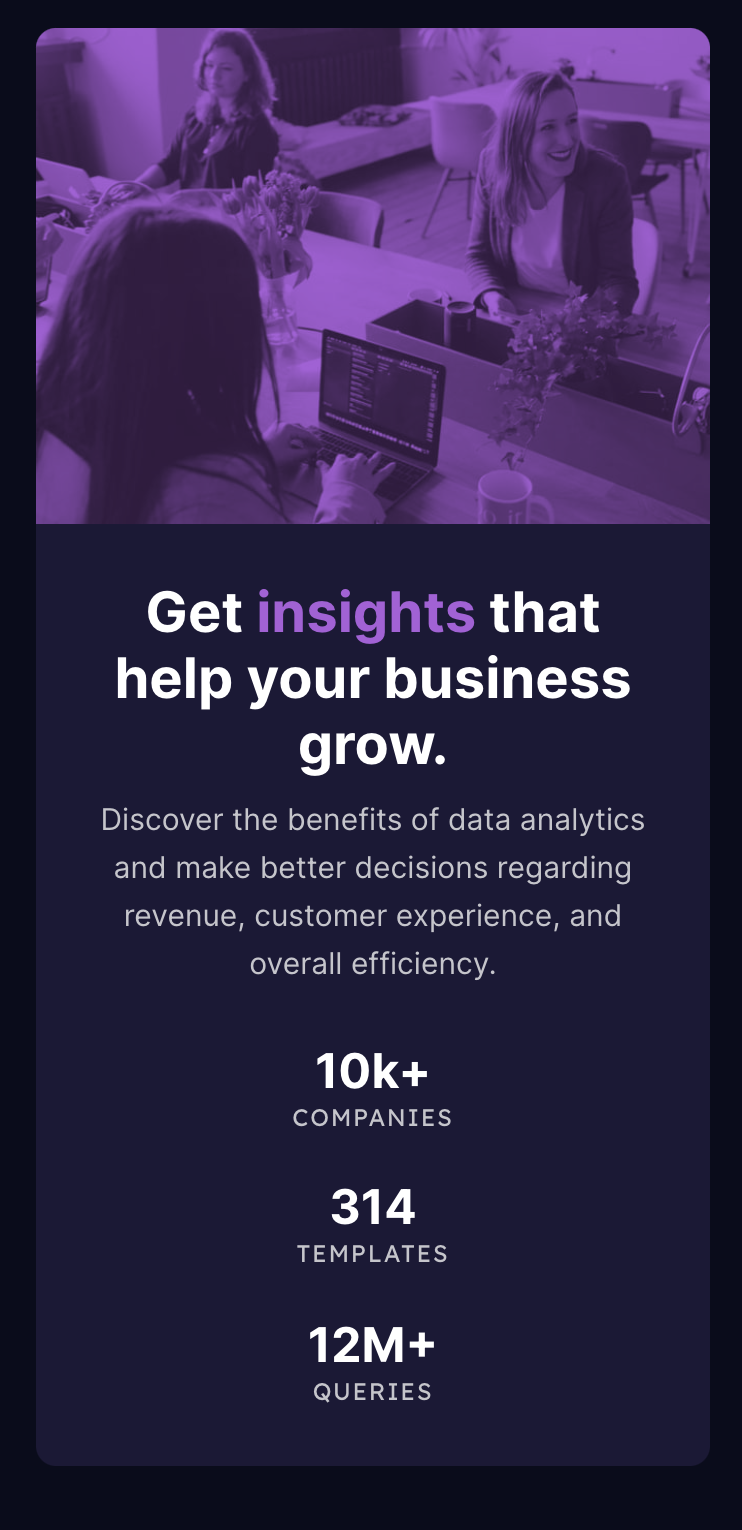 Get insights that
help your business
grow.
Discover the benefits of data analytics
and make better decisions regarding
revenue, customer experience, and
overall efficiency.
10k+
COMPANIES
314
TEMPLATES
12M+
QUERIES